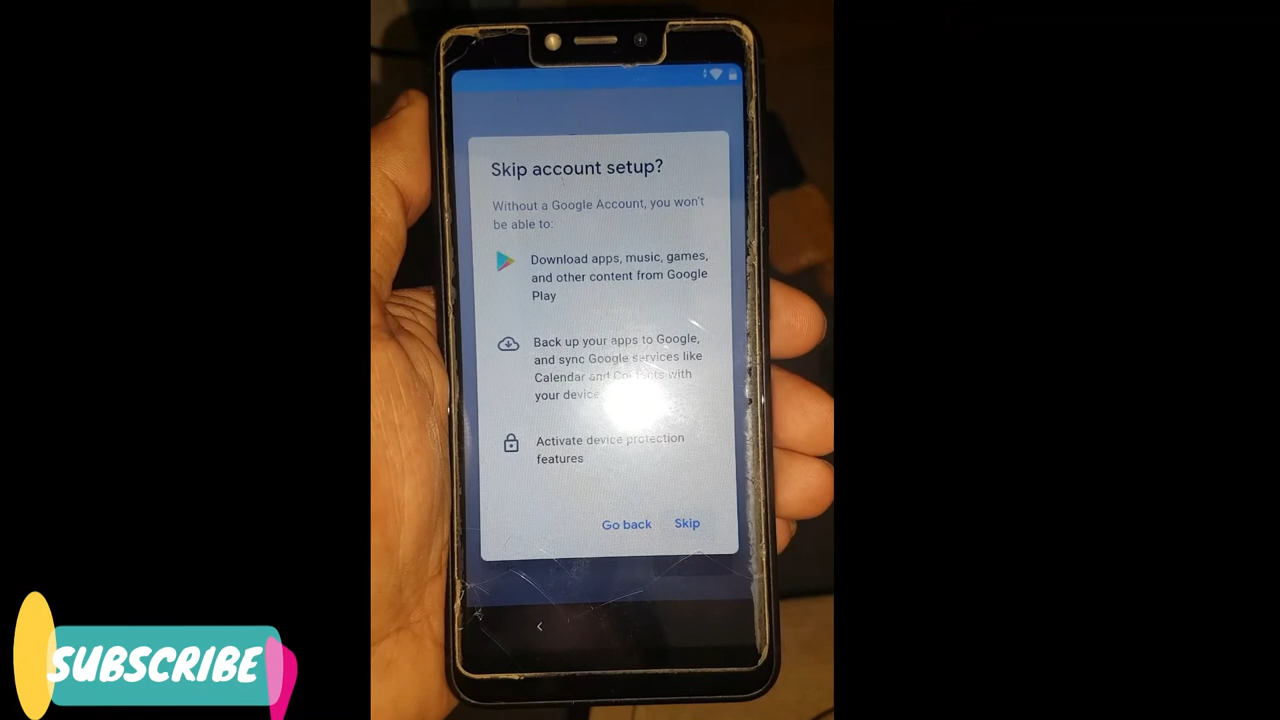 Skip account setup?
Without a Google Account, you won't
be able to:
Download apps, music, games,
and other content from Google
Play
Back up your apps to Google,
and sync Google services like
Calendar and Contacts with
your device
Activate device protection
features
Go back Skip
SUBSCRIBE